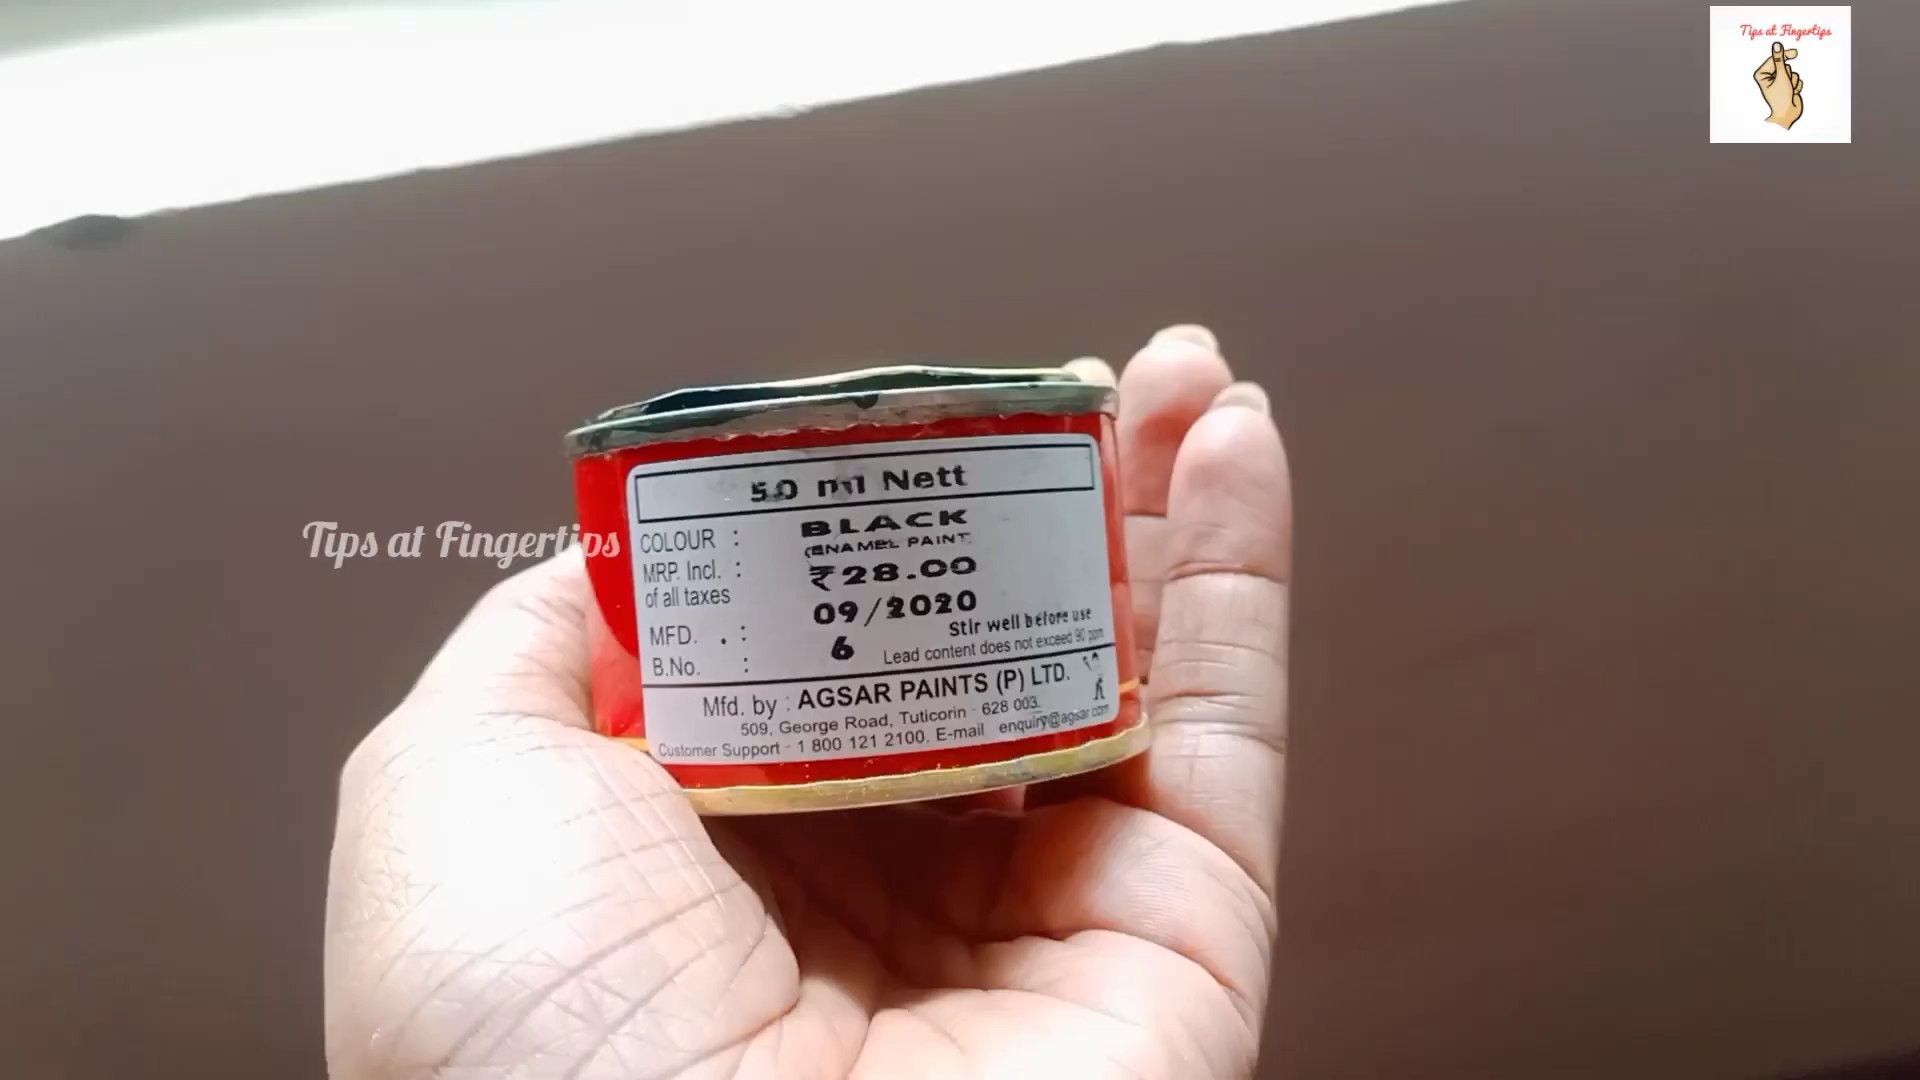 Tips at Fingertips
50 ml Nett
COLOUR : BLACK
(ENAMEL PAINT)
MRP. Incl. : ₹28.00
of all taxes
09/2020
MFD. :
Stir well before use
B.No. : 6
Lead content does not exceed 90 ppm
Mfd. by : AGSAR PAINTS (P) LTD.
509, George Road, Tuticorin - 628 003.
Customer Support - 1 800 121 2100, E-mail enquiry@agsar.com
Tips at Fingertips